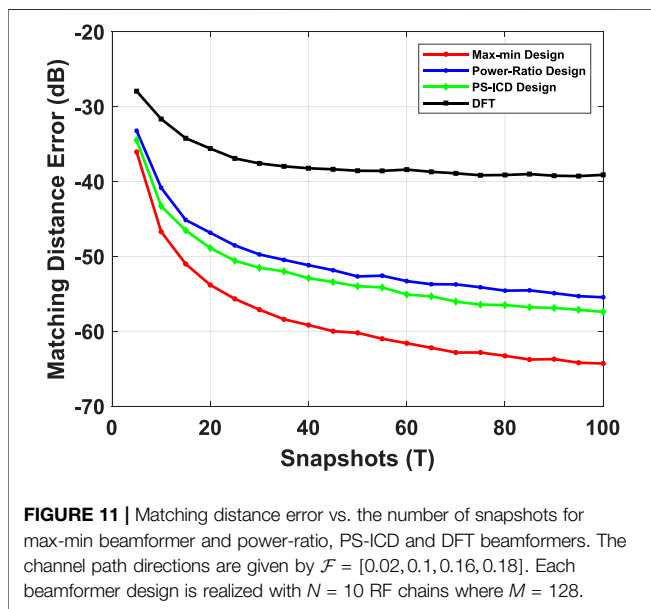 -20
-30
-40
-50
-60
-70
Matching Distance Error (dB)
Max-min Design
Power-Ratio Design
PS-ICD Design
DFT
0
20
40
60
80
100
Snapshots (T)
FIGURE 11 | Matching distance error vs. the number of snapshots for
max-min beamformer and power-ratio, PS-ICD and DFT beamformers. The
channel path directions are given by ℱ = [0.02, 0.1, 0.16, 0.18]. Each
beamformer design is realized with N = 10 RF chains where M = 128.